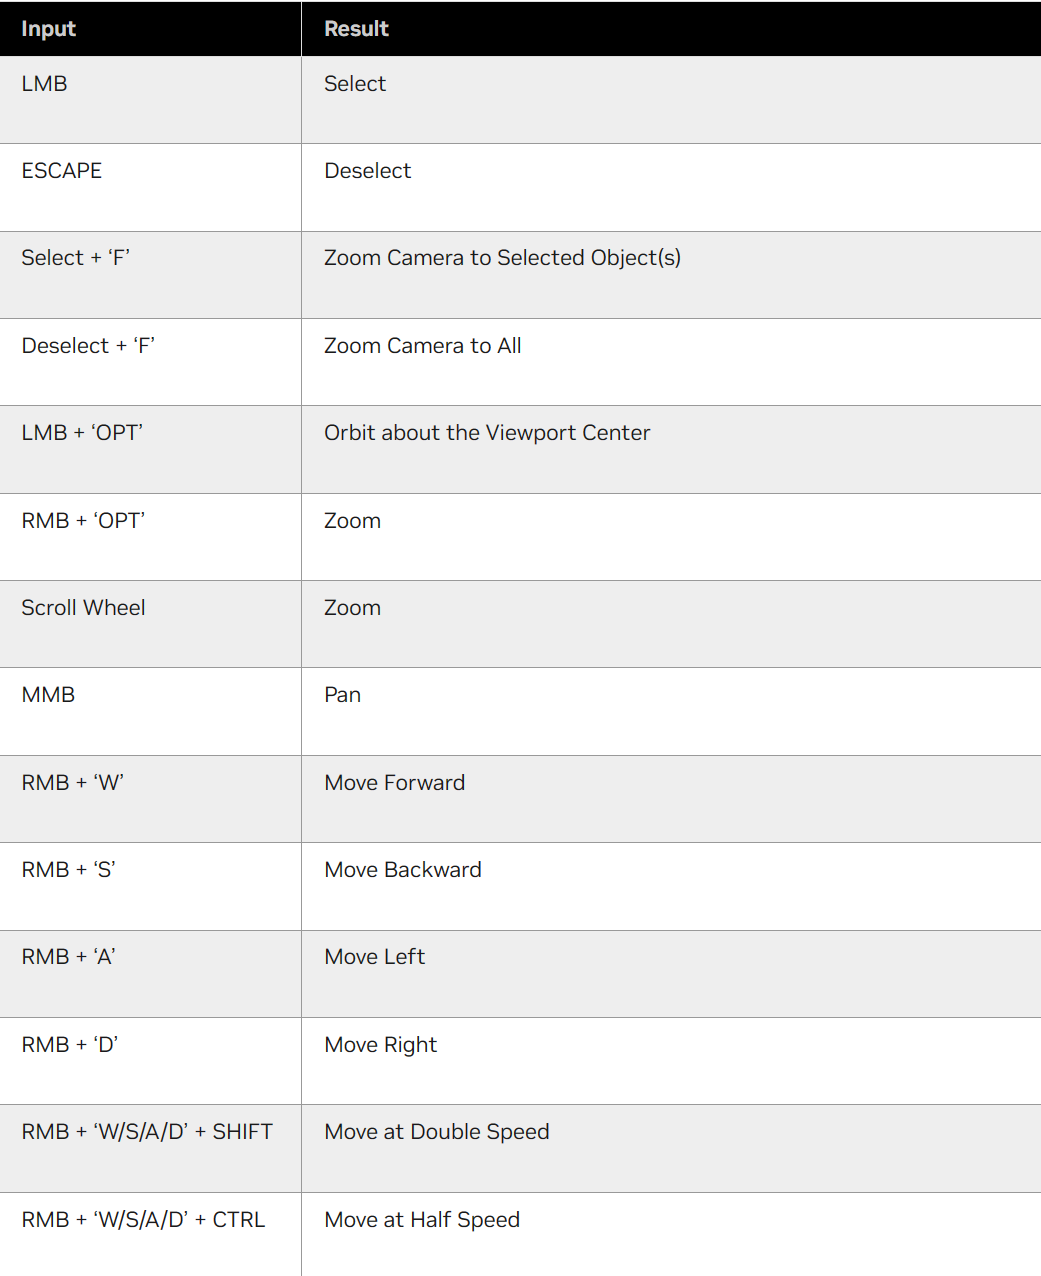 Input Result
LMB Select
ESCAPE Deselect
Select + ‘F’ Zoom Camera to Selected Object(s)
Deselect + ‘F’ Zoom Camera to All
LMB + ‘OPT’ Orbit about the Viewport Center
RMB + ‘OPT’ Zoom
Scroll Wheel Zoom
MMB Pan
RMB + ‘W’ Move Forward
RMB + ‘S’ Move Backward
RMB + ‘A’ Move Left
RMB + ‘D’ Move Right
RMB + ‘W/S/A/D’ + SHIFT Move at Double Speed
RMB + ‘W/S/A/D’ + CTRL Move at Half Speed